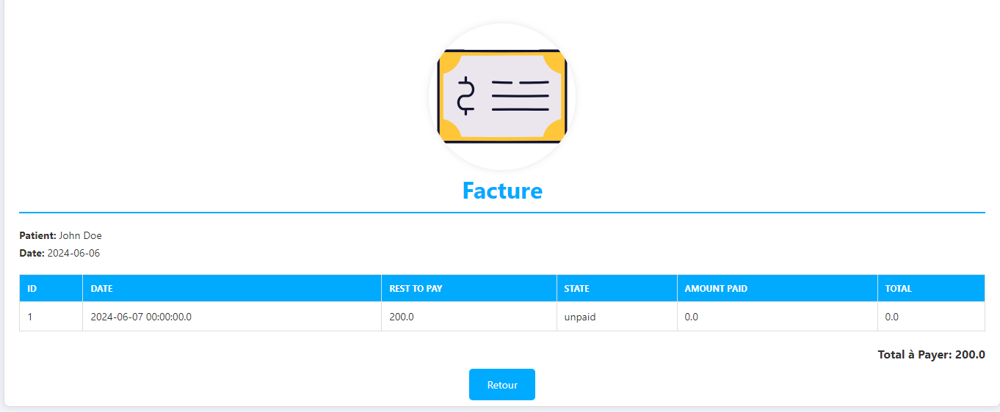 Facture
Patient: John Doe
Date: 2024-06-06
ID DATE REST TO PAY STATE AMOUNT PAID TOTAL
1 2024-06-07 00:00:00.0 200.0 unpaid 0.0 0.0
Total à Payer: 200.0
Retour